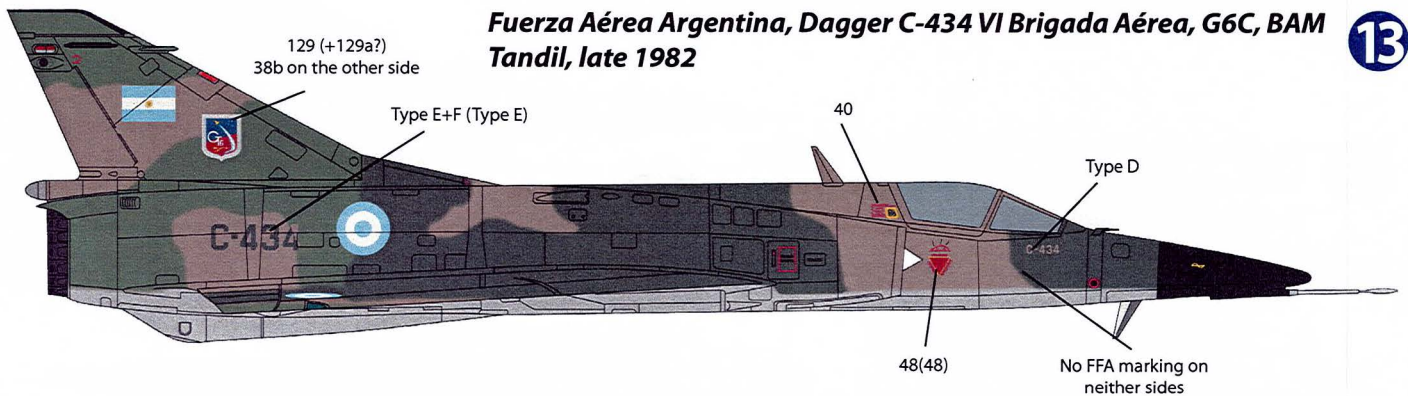 Fuerza Aérea Argentina, Dagger C-434 VI Brigada Aérea, G6C, BAM
Tandil, late 1982
13
129 (+129a?)
38b on the other side
Type E+F (Type E)
40
Type D
C-434
C-434
48(48)
No FFA marking on
neither sides